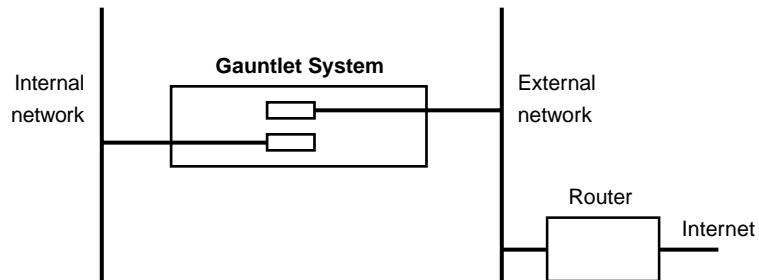 Gauntlet System
Internal
network
External
network
Router
Internet